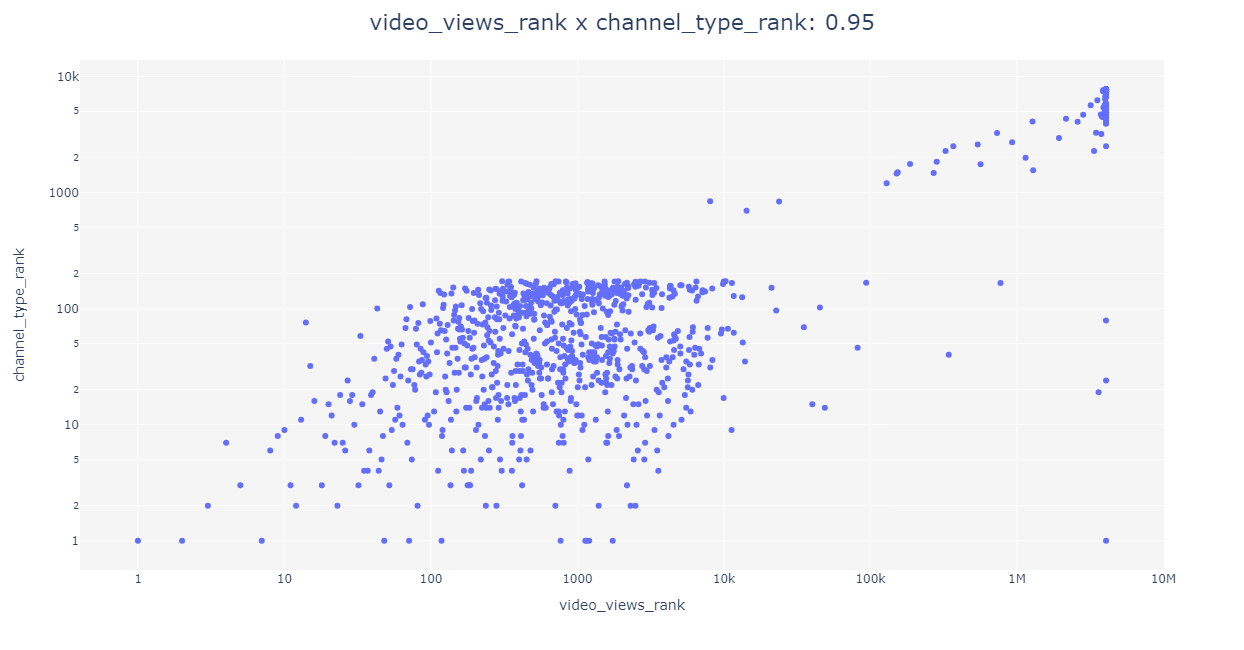 video_views_rank x channel_type_rank: 0.95
10k
5
2
1000
5
2
100
5
2
10
5
2
1
channel_type_rank
1 10 100 1000 10k 100k 1M 10M
video_views_rank